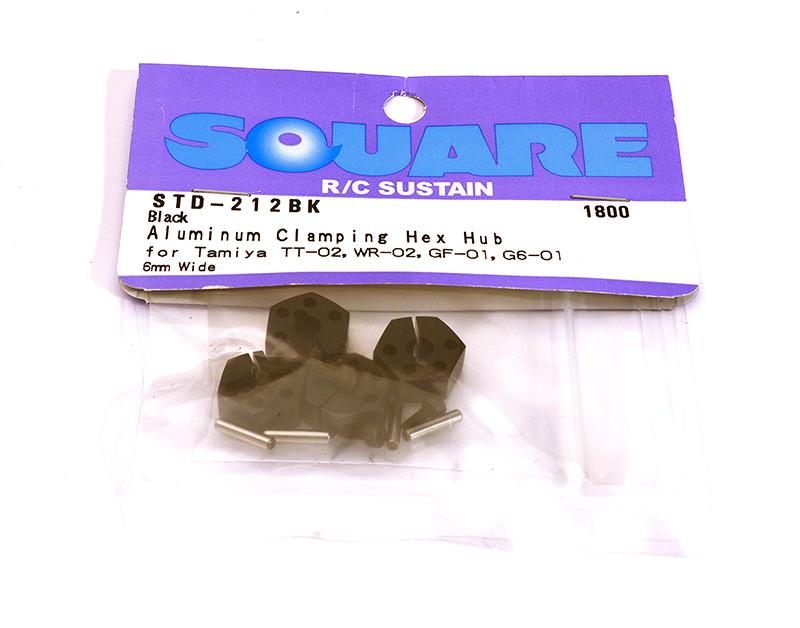 SQUARE
R/C SUSTAIN
STD-212BK
1800
Black
Aluminum Clamping Hex Hub
for Tamiya TT-02, WR-02, GF-01, G6-01
6mm Wide